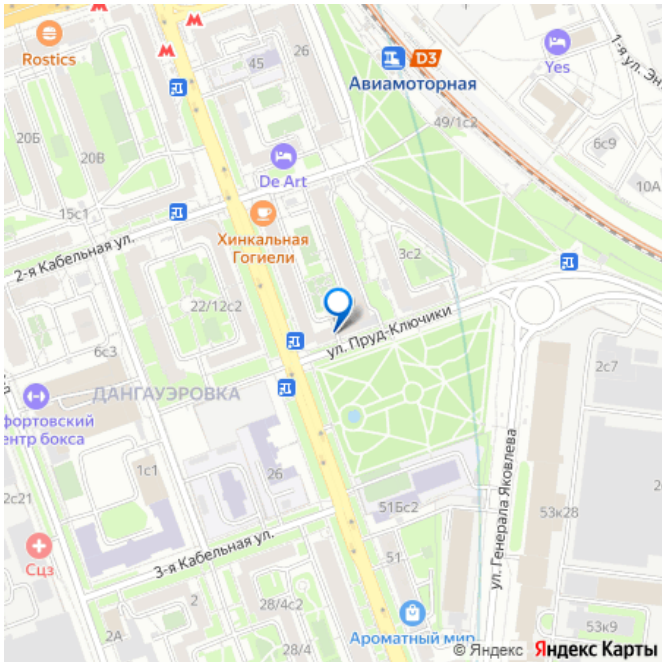 Rostics
45
26
D3
Авиамоторная
Yes
1-я ул. Эн
49/1с2
6с9
20Б
20В
De Art
10А
15с1
2-я Кабельная ул.
Хинкальная
Гогиели
3с2
22/12с2
ул. Пруд-Ключики
6с3
2с7
ДАНГАУЭРОВКА
фортовский
ентр бокса
1с1
26
ул. Генерала Яковлева
2с21
51Бс2
53к28
3-я Кабельная ул.
Сцз
51
2
28/4с2
2А
28/4
Ароматный мир
53к9
© Яндекс Яндекс Карты